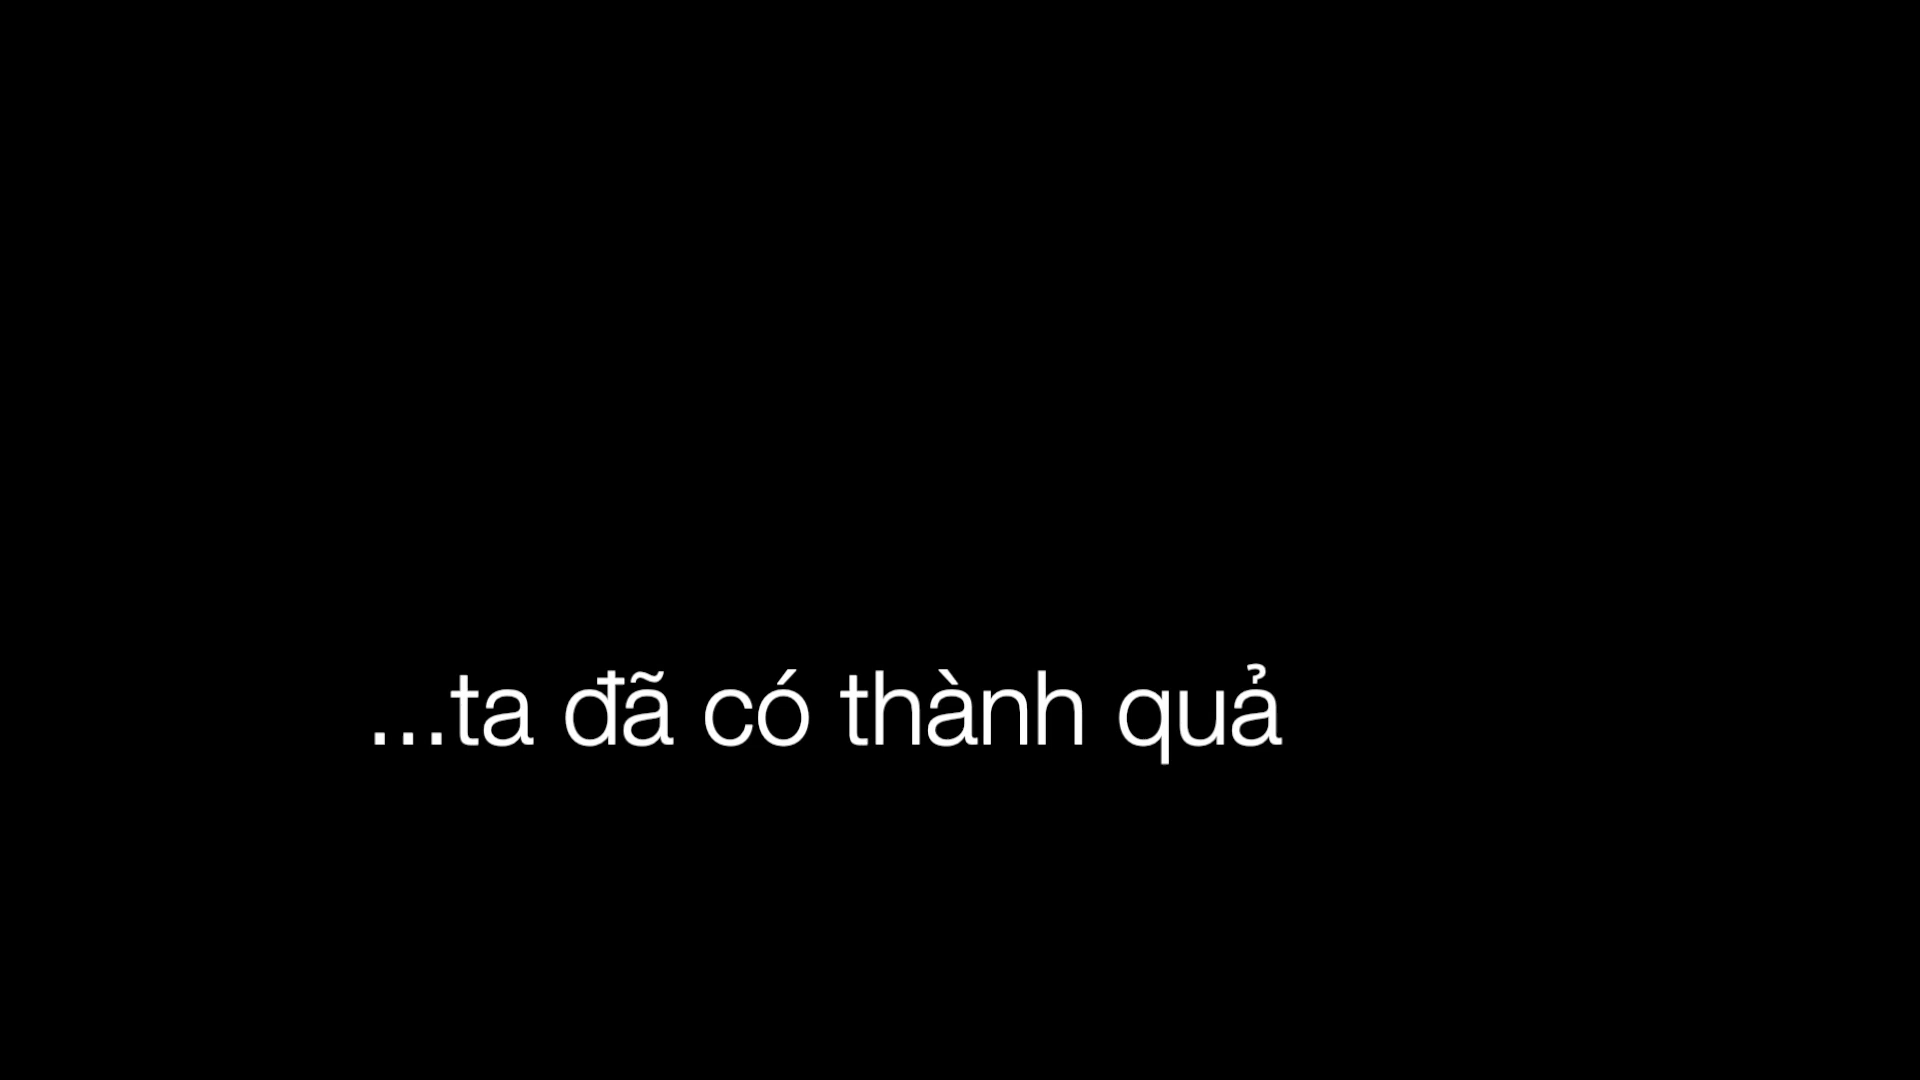 ...ta đã có thành quả